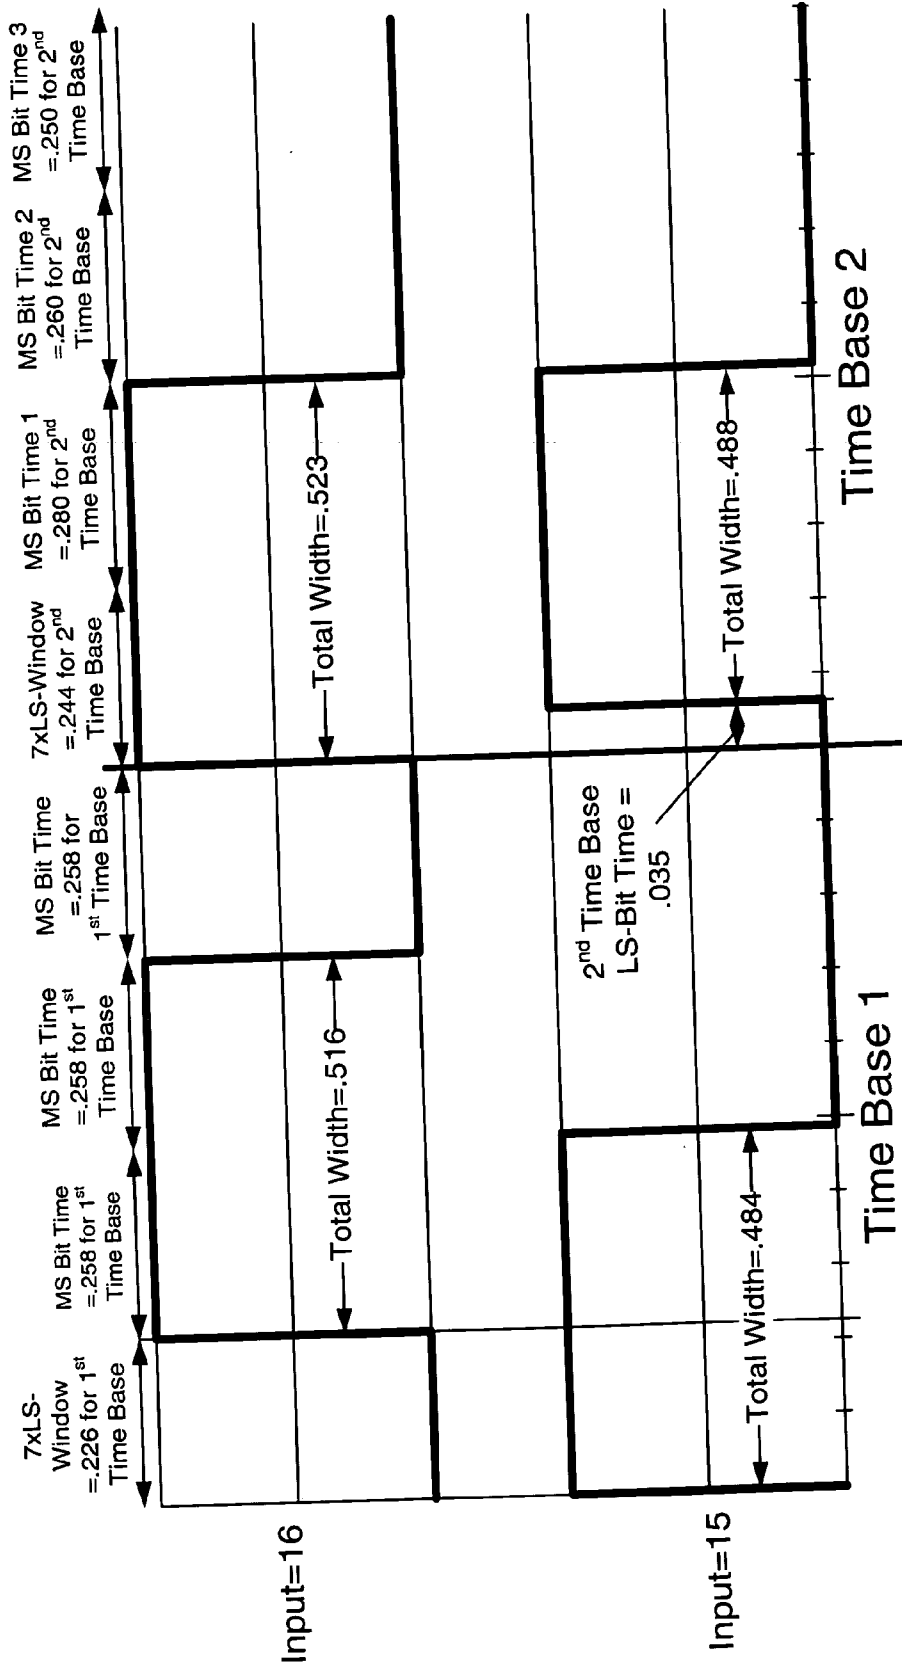 7xLS-
Window
=.226 for 1st
Time Base
MS Bit Time
=.258 for 1st
Time Base
MS Bit Time
=.258 for 1st
Time Base
MS Bit Time
=.258 for
1st Time Base
7xLS-Window
=.244 for 2nd
Time Base
MS Bit Time 1
=.280 for 2nd
Time Base
MS Bit Time 2
=.260 for 2nd
Time Base
MS Bit Time 3
=.250 for 2nd
Time Base
Input=16
Total Width=.516
Total Width=.523
Input=15
Total Width=.484
2nd Time Base
LS-Bit Time =
.035
Total Width=.488
Time Base 1
Time Base 2